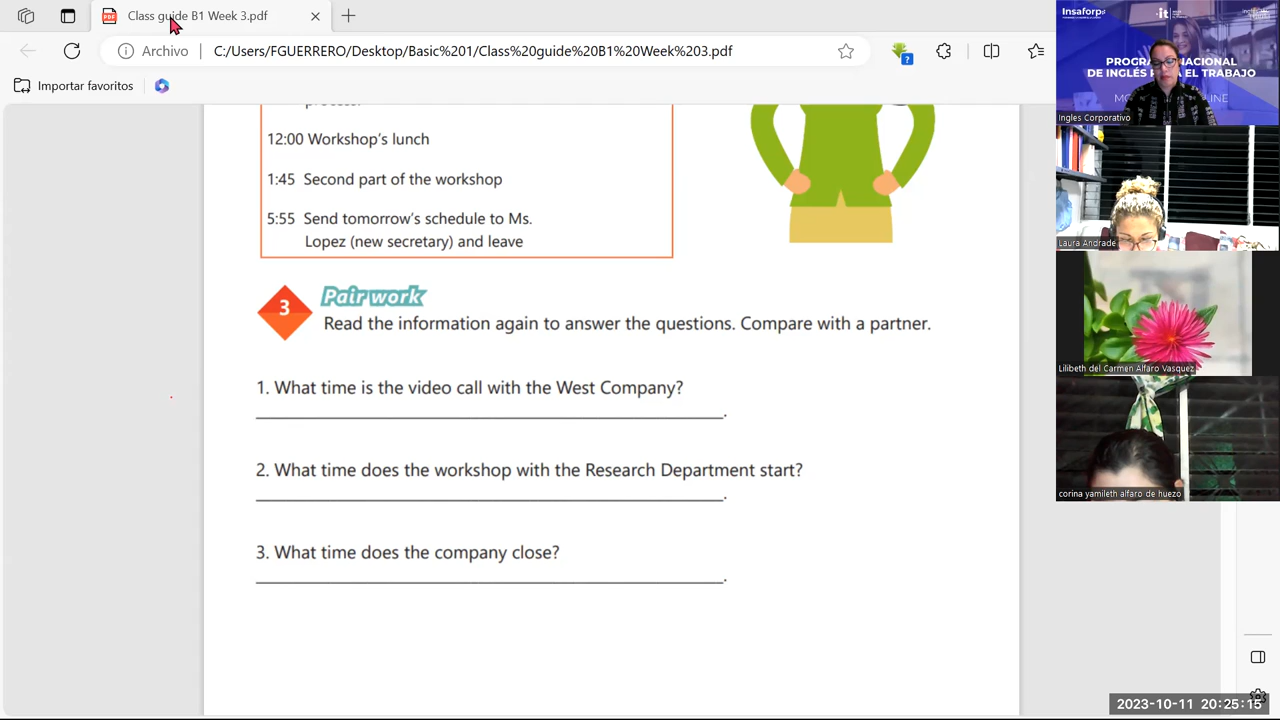 Class guide B1 Week 3.pdf
Archivo
C:/Users/FGUERRERO/Desktop/Basic%201/Class%20guide%20B1%20Week%203.pdf
Importar favoritos
12:00 Workshop's lunch
1:45 Second part of the workshop
5:55 Send tomorrow's schedule to Ms.
Lopez (new secretary) and leave
3
Pair work
Read the information again to answer the questions. Compare with a partner.
1. What time is the video call with the West Company?
2. What time does the workshop with the Research Department start?
3. What time does the company close?
Insaforp
it
Ingles Corporativo
Laura Andrade
Lilibeth del Carmen Alfaro Vasquez
corina yamileth alfaro de huezo
2023-10-11 20:25:15